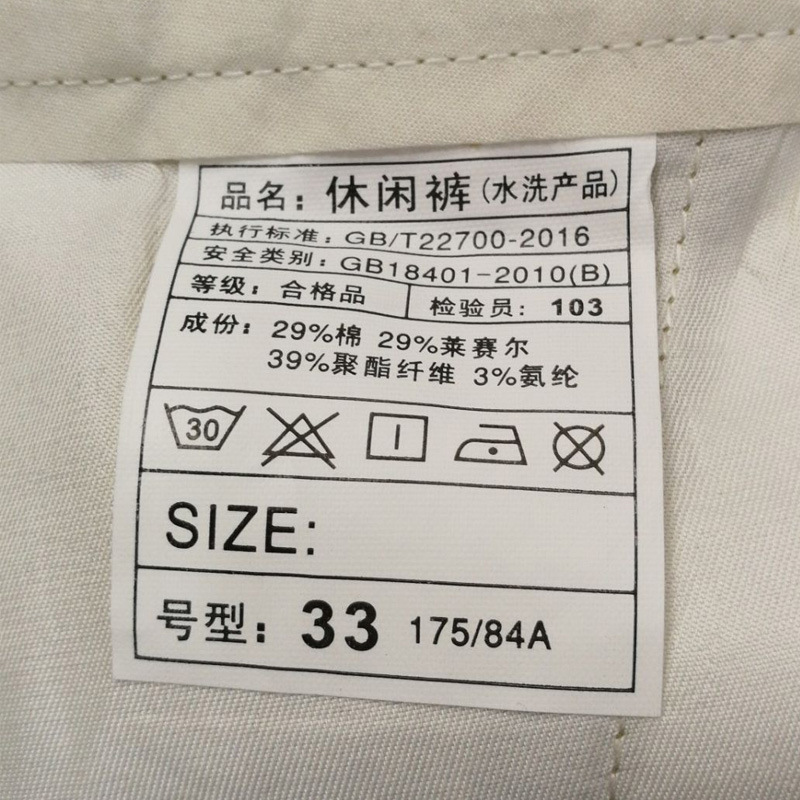 品名：休闲裤(水洗产品)
执行标准：GB/T22700-2016
安全类别：GB18401-2010(B)
等级：合格品 检验员：103
成份：29%棉 29%莱赛尔
39%聚酯纤维 3%氨纶
30
SIZE:
号型：33 175/84A